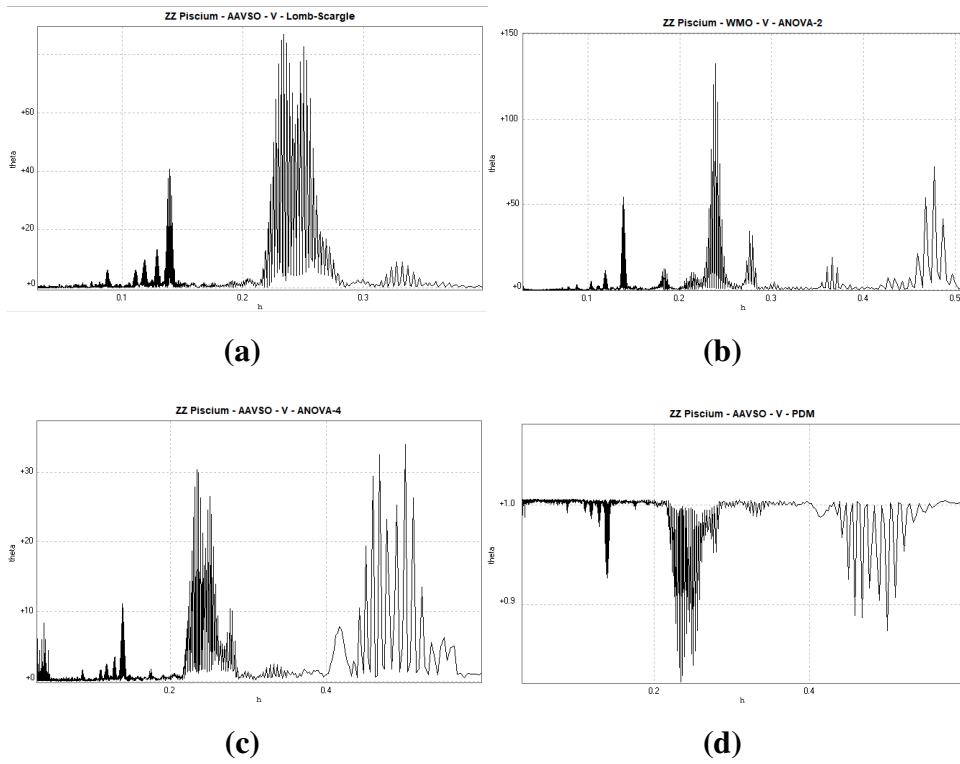 ZZ Piscium - AAVSO - V - Lomb-Scargle
theta
+60
+40
+20
+0
0.1
0.2
0.3
h
(a)
ZZ Piscium - WMO - V - ANOVA-2
theta
+150
+100
+50
+0
0.1
0.2
0.3
0.4
0.5
h
(b)
ZZ Piscium - AAVSO - V - ANOVA-4
theta
+30
+20
+10
+0
0.2
0.4
h
(c)
ZZ Piscium - AAVSO - V - PDM
theta
+1.0
+0.9
0.2
0.4
h
(d)